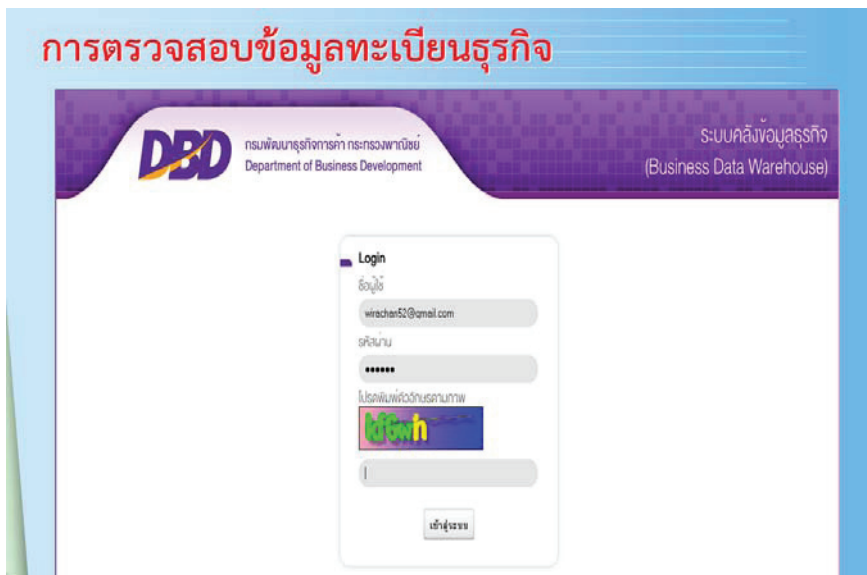 การตรวจสอบข้อมูลทะเบียนธุรกิจ
DBD
กรมพัฒนาธุรกิจการค้า กระทรวงพาณิชย์
Department of Business Development
ระบบคลังข้อมูลธุรกิจ
(Business Data Warehouse)
Login
ชื่อผู้ใช้
wirachan52@gmail.com
รหัสผ่าน
••••••
โปรดพิมพ์ตัวอักษรตามภาพ
เข้าสู่ระบบ